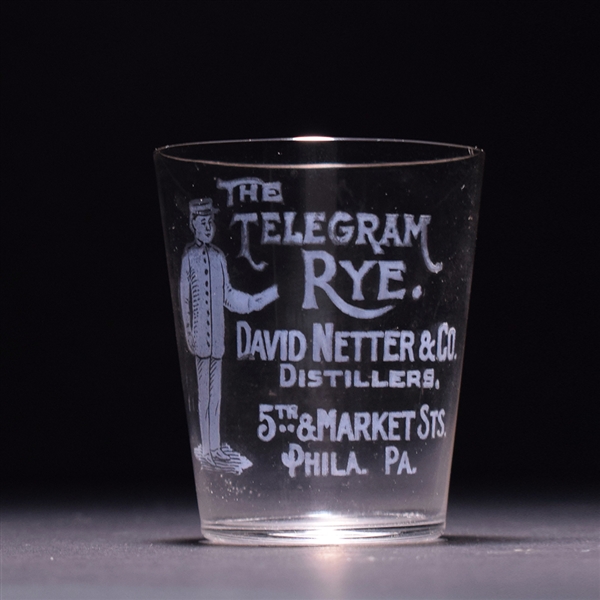 THE
TELEGRAM
RYE.
DAVID NETTER & CO.
DISTILLERS,
5TH & MARKET STS.
PHILA. PA.